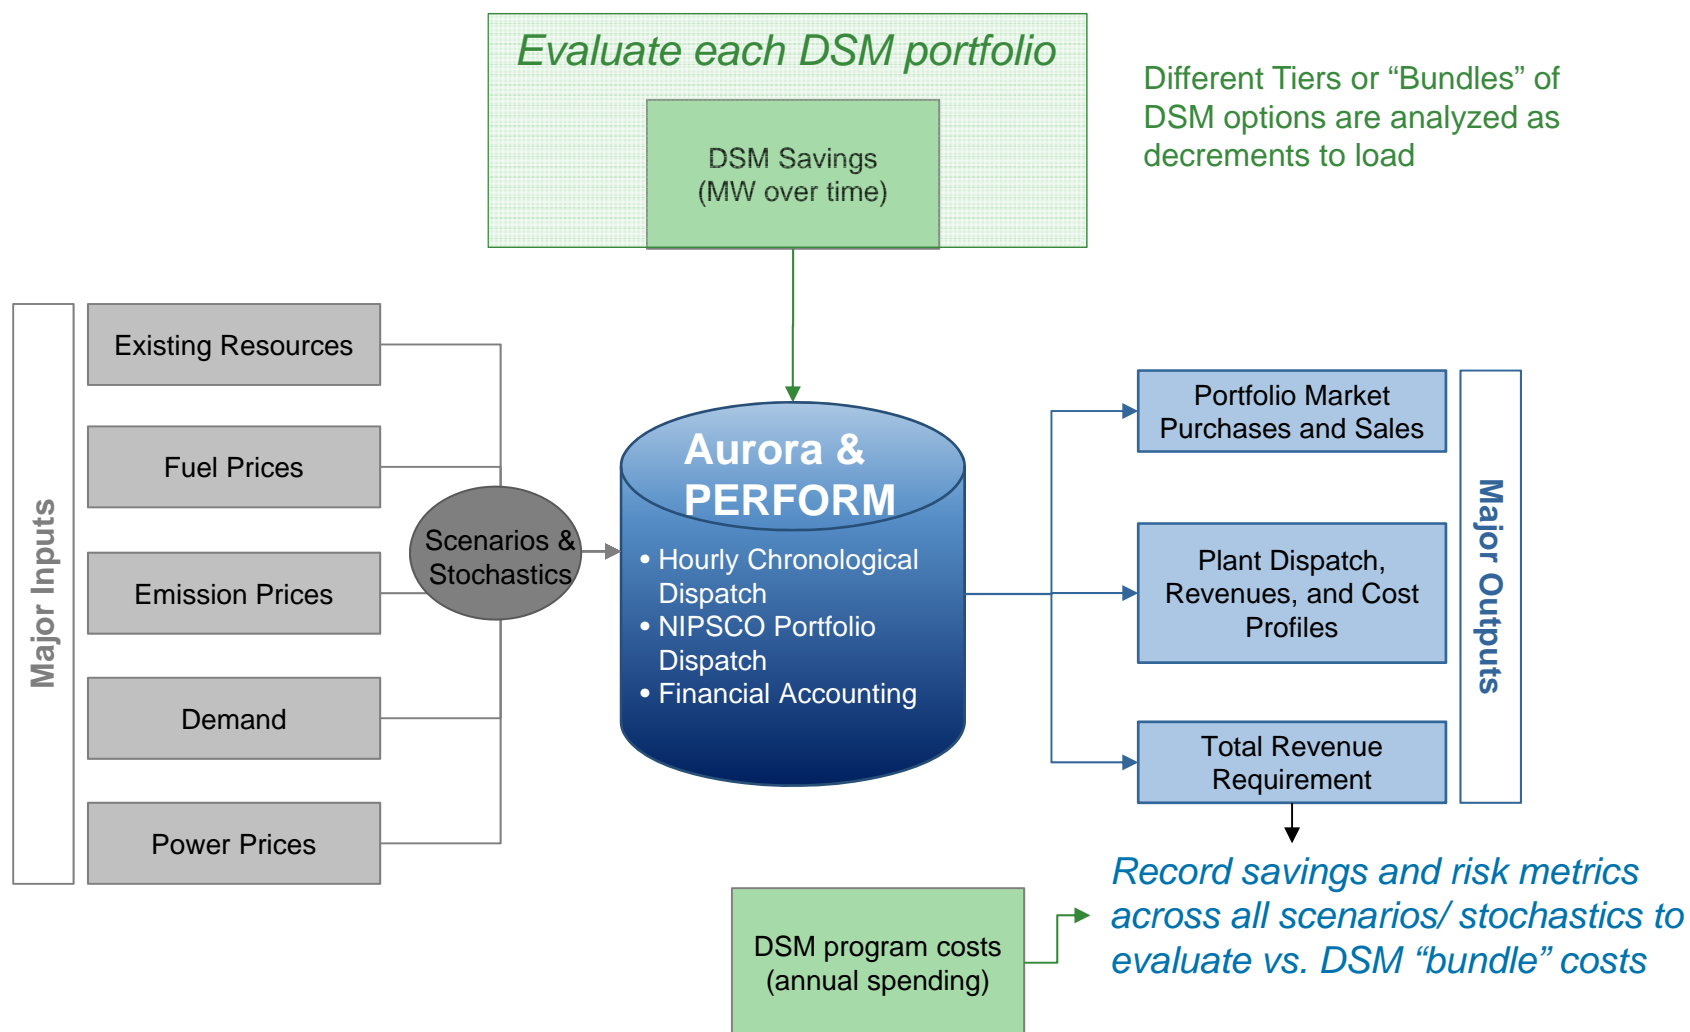 Evaluate each DSM portfolio
DSM Savings
(MW over time)
Different Tiers or “Bundles” of
DSM options are analyzed as
decrements to load
Major Inputs
Existing Resources
Fuel Prices
Emission Prices
Demand
Power Prices
Scenarios &
Stochastics
Aurora &
PERFORM
• Hourly Chronological
Dispatch
• NIPSCO Portfolio
Dispatch
• Financial Accounting
Portfolio Market
Purchases and Sales
Plant Dispatch,
Revenues, and Cost
Profiles
Total Revenue
Requirement
Major Outputs
DSM program costs
(annual spending)
Record savings and risk metrics
across all scenarios/ stochastics to
evaluate vs. DSM “bundle” costs